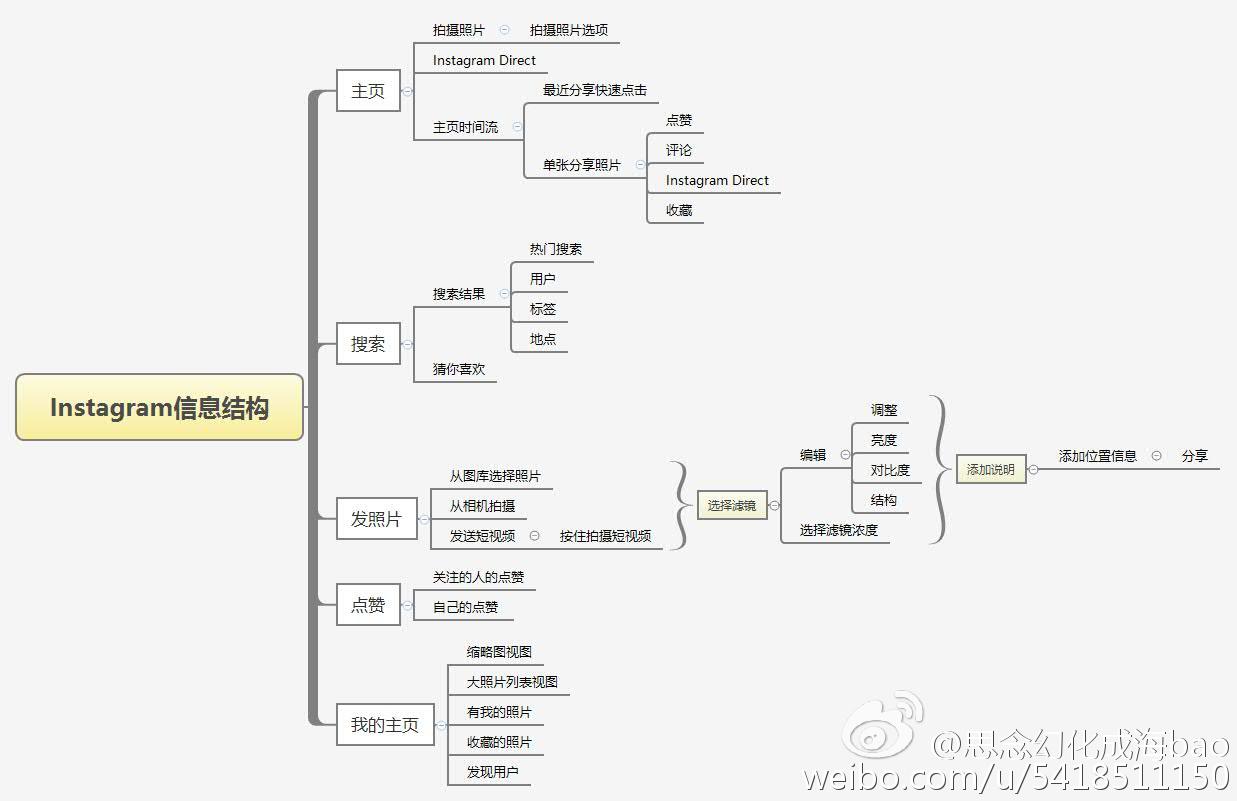 Instagram信息结构
主页
拍摄照片
拍摄照片选项
Instagram Direct
主页时间流
最近分享快速点击
单张分享照片
点赞
评论
Instagram Direct
收藏
搜索
搜索结果
热门搜索
用户
标签
地点
猜你喜欢
发照片
从图库选择照片
从相机拍摄
发送短视频
按住拍摄短视频
选择滤镜
编辑
调整
亮度
对比度
结构
选择滤镜浓度
添加说明
添加位置信息
分享
点赞
关注的人的点赞
自己的点赞
我的主页
缩略图视图
大照片列表视图
有我的照片
收藏的照片
发现用户
@思念幻化成海bao
weibo.com/u/5418511150